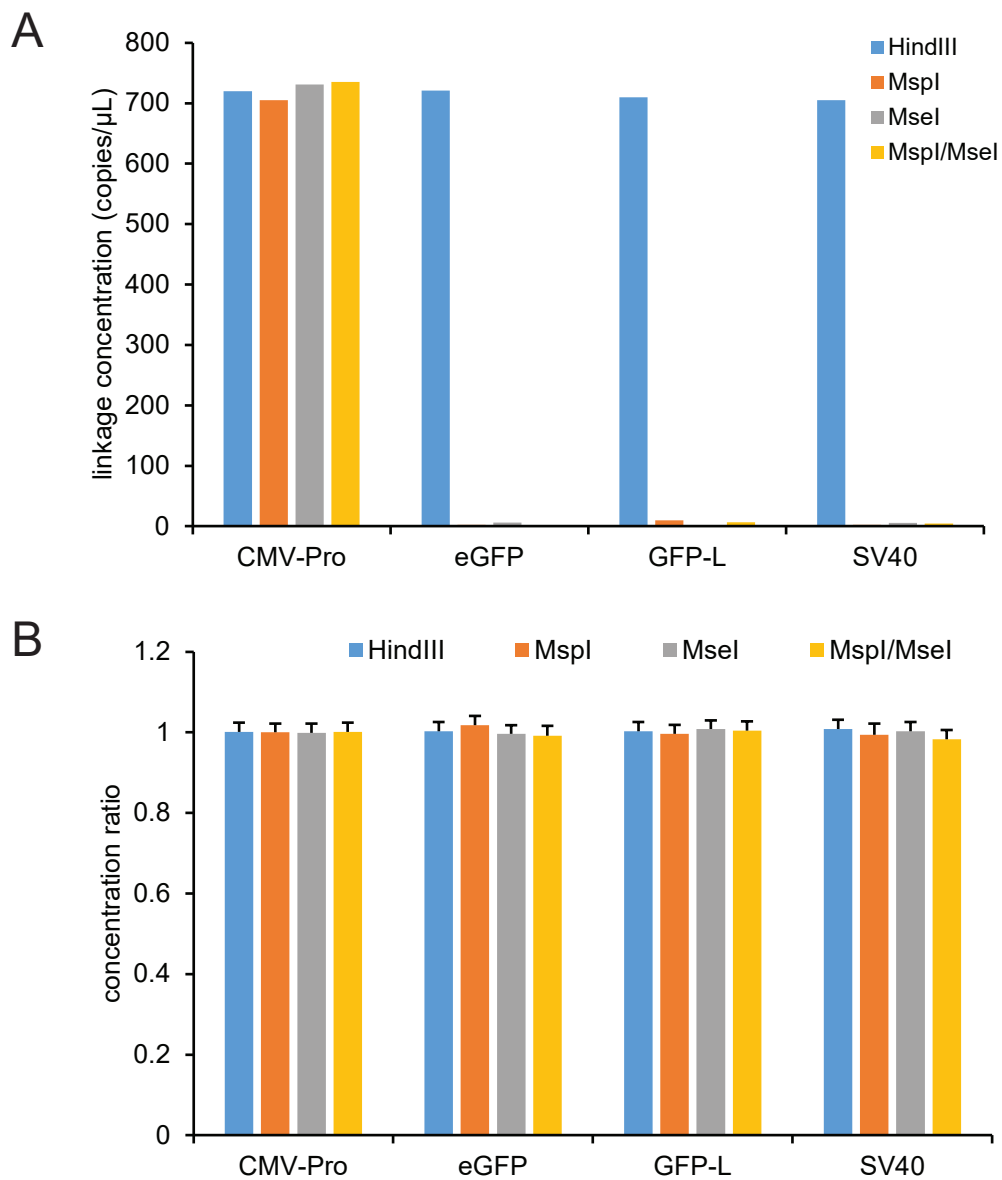 A
linkage concentration (copies/µL)
800
700
600
500
400
300
200
100
0
HindIII
MspI
MseI
MspI/MseI
CMV-Pro eGFP GFP-L SV40
B
concentration ratio
HindIII MspI MseI MspI/MseI
1.2
1
0.8
0.6
0.4
0.2
0
CMV-Pro eGFP GFP-L SV40